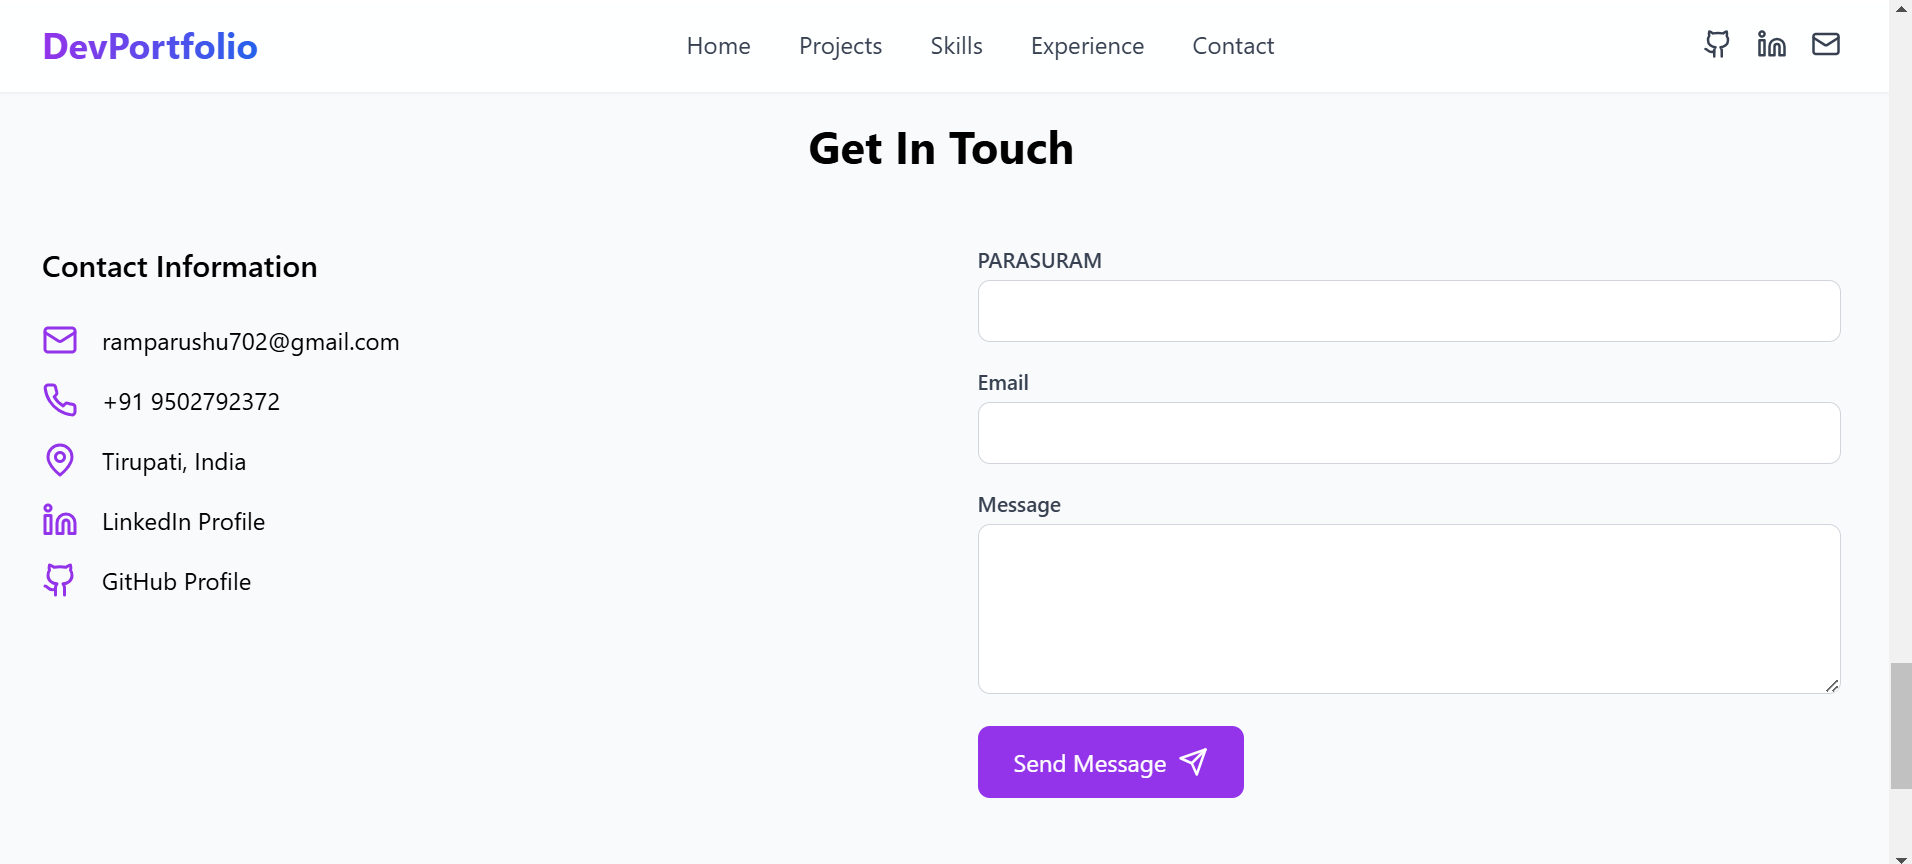 DevPortfolio
Home Projects Skills Experience Contact
Get In Touch
Contact Information
ramparushu702@gmail.com
+91 9502792372
Tirupati, India
LinkedIn Profile
GitHub Profile
PARASURAM
Email
Message
Send Message